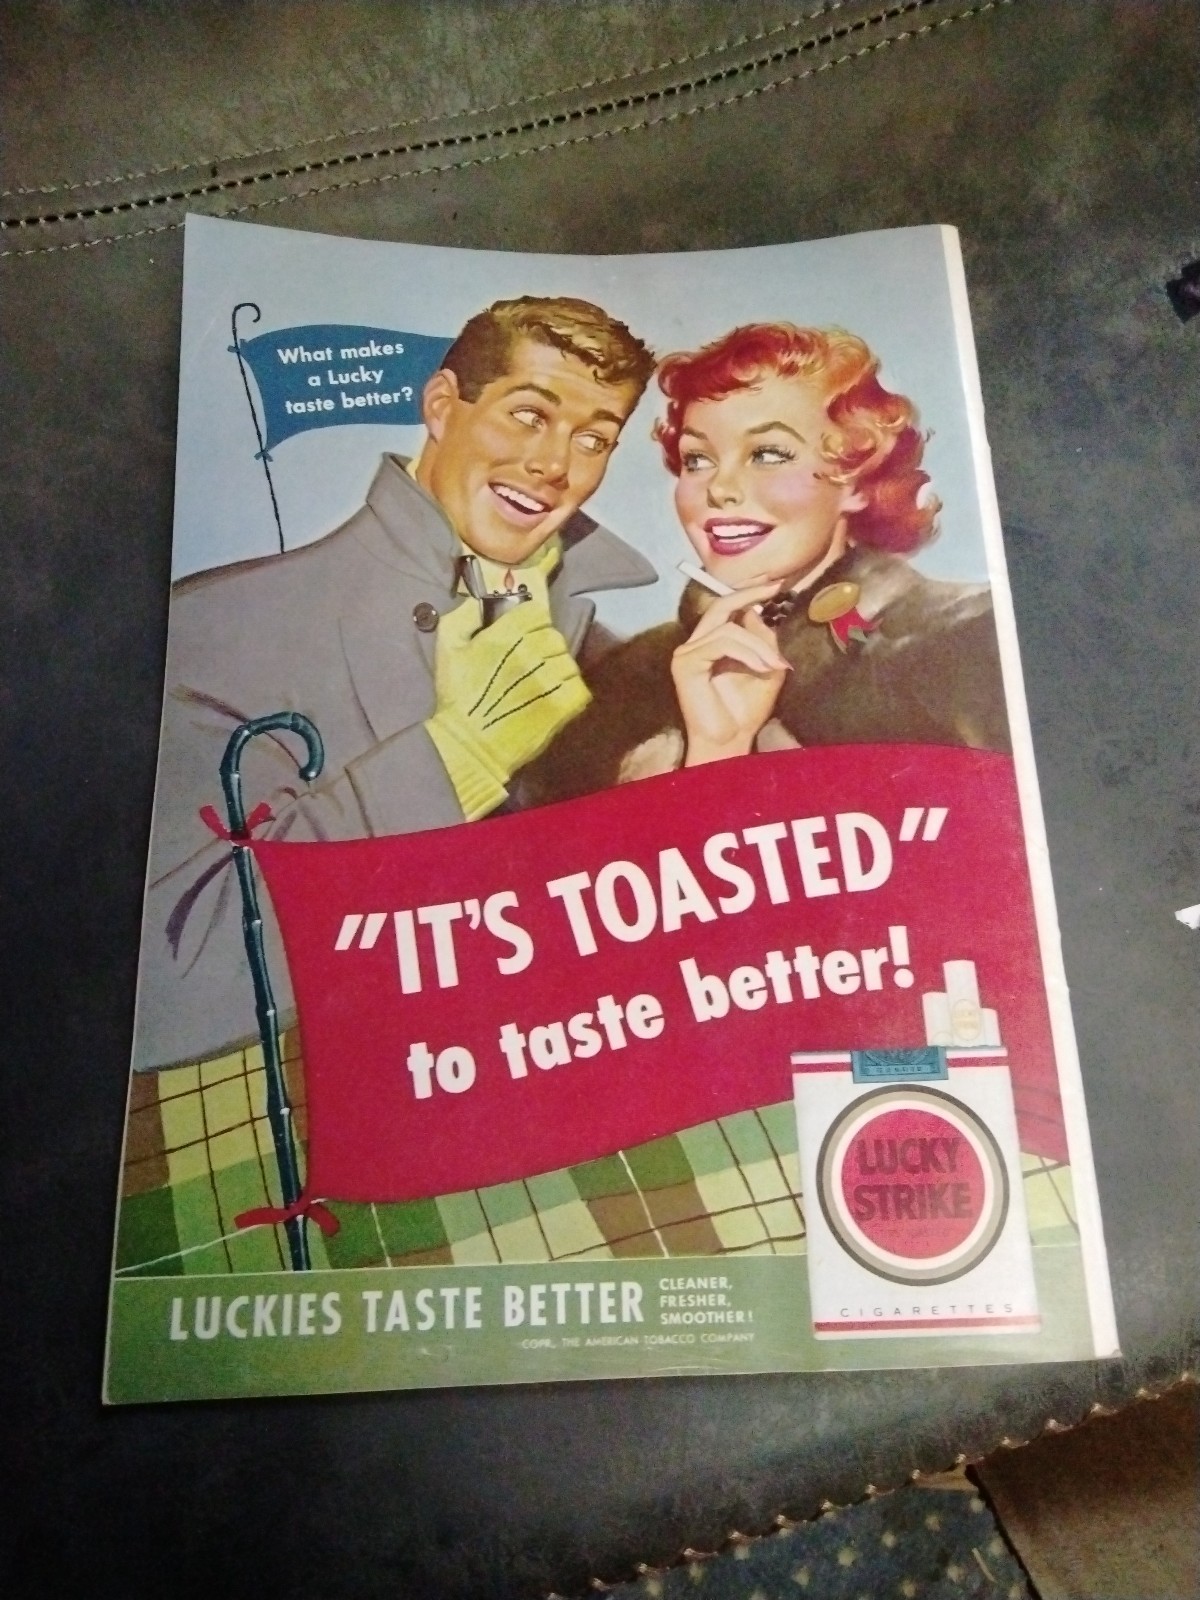 What makes
a Lucky
taste better?
"IT'S TOASTED"
to taste better!
LUCKY
STRIKE
CIGARETTES
LUCKIES TASTE BETTER
CLEANER,
FRESHER,
SMOOTHER!
COPR., THE AMERICAN TOBACCO COMPANY